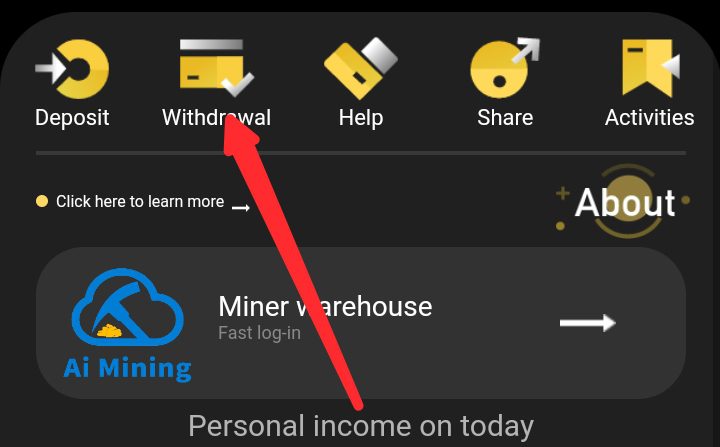 Deposit Withdrawal Help Share Activities
Click here to learn more
About
Miner warehouse
Fast log-in
Ai Mining
Personal income on today